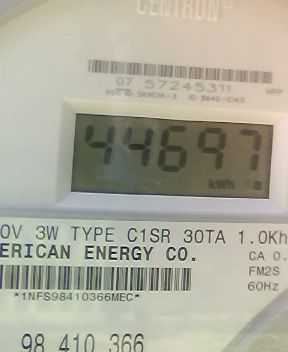 CENTRON®
07 57245311
44697
kWh
0V 3W TYPE C1SR 30TA 1.0Kh
ERICAN ENERGY CO.
CA 0.
FM2S
60Hz
*1NFS98410366MEC*
98 410 366